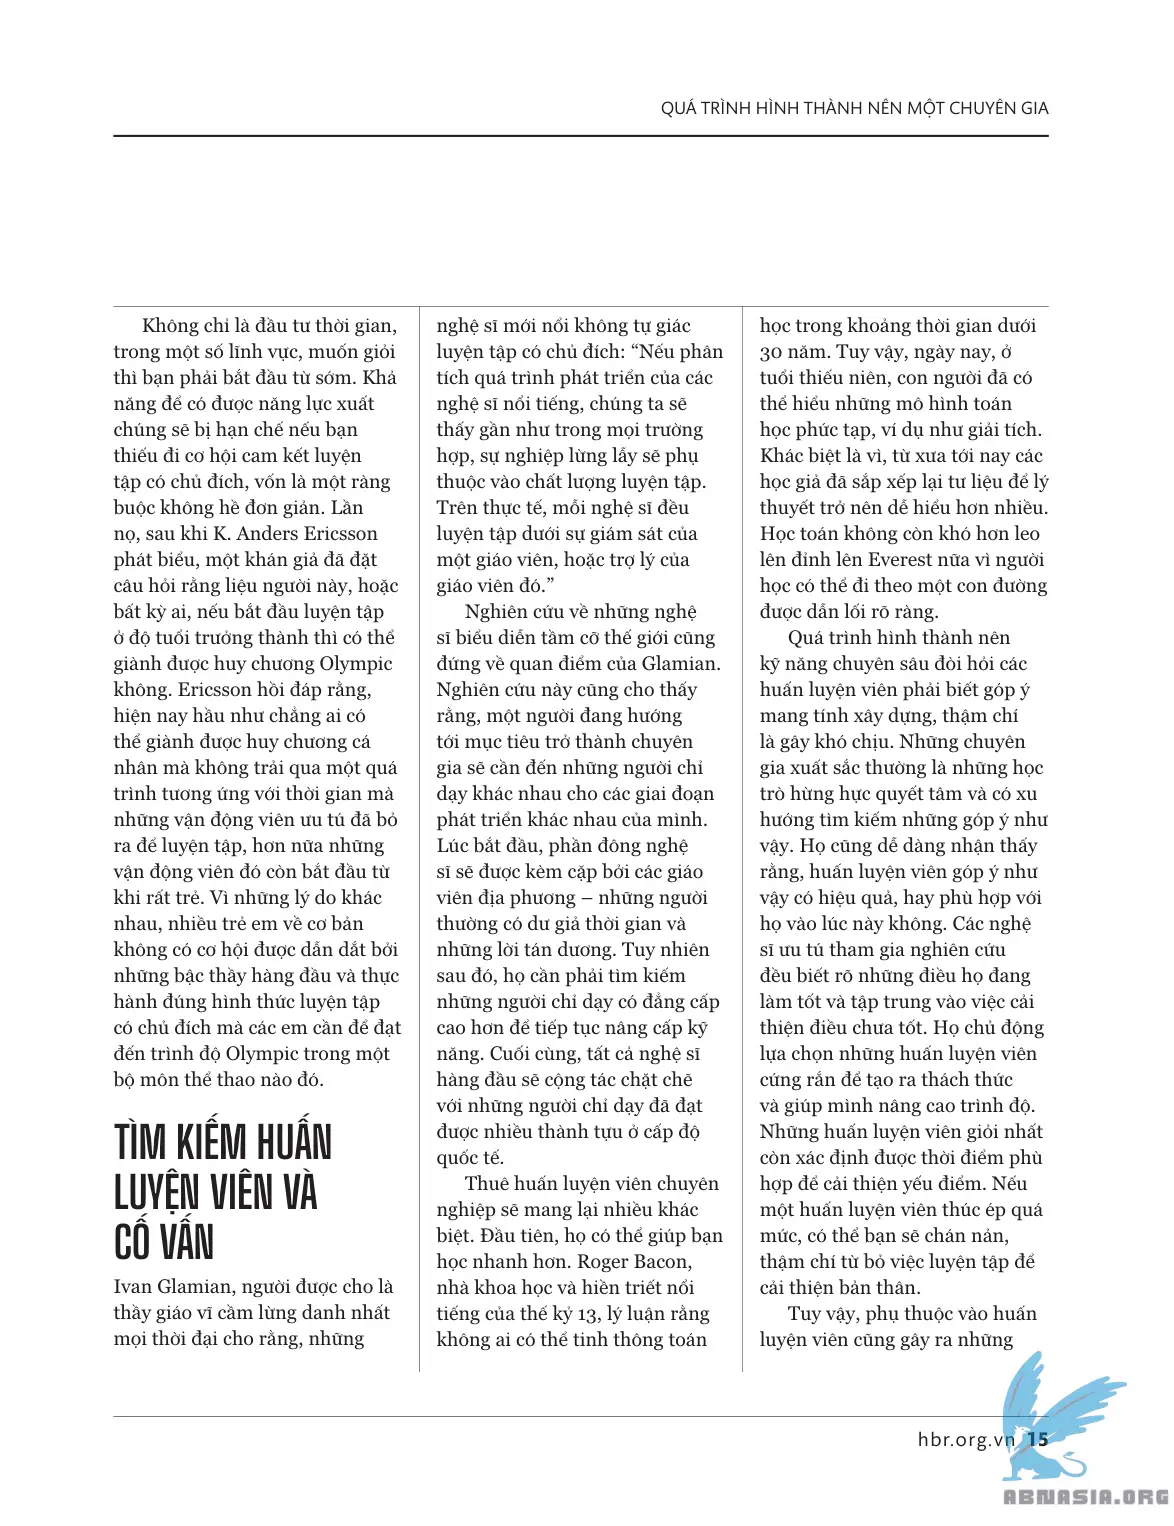 QUÁ TRÌNH HÌNH THÀNH NÊN MỘT CHUYÊN GIA
Không chỉ là đầu tư thời gian,
trong một số lĩnh vực, muốn giỏi
thì bạn phải bắt đầu từ sớm. Khả
năng để có được năng lực xuất
chúng sẽ bị hạn chế nếu bạn
thiếu đi cơ hội cam kết luyện
tập có chủ đích, vốn là một ràng
buộc không hề đơn giản. Lần
nọ, sau khi K. Anders Ericsson
phát biểu, một khán giả đã đặt
câu hỏi rằng liệu người này, hoặc
bất kỳ ai, nếu bắt đầu luyện tập
ở độ tuổi trưởng thành thì có thể
giành được huy chương Olympic
không. Ericsson hồi đáp rằng,
hiện nay hầu như chẳng ai có
thể giành được huy chương cá
nhân mà không trải qua một quá
trình tương ứng với thời gian mà
những vận động viên ưu tú đã bỏ
ra để luyện tập, hơn nữa những
vận động viên đó còn bắt đầu từ
khi rất trẻ. Vì những lý do khác
nhau, nhiều trẻ em về cơ bản
không có cơ hội được dẫn dắt bởi
những bậc thầy hàng đầu và thực
hành đúng hình thức luyện tập
có chủ đích mà các em cần để đạt
đến trình độ Olympic trong một
bộ môn thể thao nào đó.
TÌM KIẾM HUẤN
LUYỆN VIÊN VÀ
CỐ VẤN
Ivan Glamian, người được cho là
thầy giáo vĩ cầm lừng danh nhất
mọi thời đại cho rằng, những
nghệ sĩ mới nổi không tự giác
luyện tập có chủ đích: “Nếu phân
tích quá trình phát triển của các
nghệ sĩ nổi tiếng, chúng ta sẽ
thấy gần như trong mọi trường
hợp, sự nghiệp lừng lẫy sẽ phụ
thuộc vào chất lượng luyện tập.
Trên thực tế, mỗi nghệ sĩ đều
luyện tập dưới sự giám sát của
một giáo viên, hoặc trợ lý của
giáo viên đó.”
Nghiên cứu về những nghệ
sĩ biểu diễn tầm cỡ thế giới cũng
đứng về quan điểm của Glamian.
Nghiên cứu này cũng cho thấy
rằng, một người đang hướng
tới mục tiêu trở thành chuyên
gia sẽ cần đến những người chỉ
dạy khác nhau cho các giai đoạn
phát triển khác nhau của mình.
Lúc bắt đầu, phần đông nghệ
sĩ sẽ được kèm cặp bởi các giáo
viên địa phương – những người
thường có dư giả thời gian và
những lời tán dương. Tuy nhiên
sau đó, họ cần phải tìm kiếm
những người chỉ dạy có đẳng cấp
cao hơn để tiếp tục nâng cấp kỹ
năng. Cuối cùng, tất cả nghệ sĩ
hàng đầu sẽ cộng tác chặt chẽ
với những người chỉ dạy đã đạt
được nhiều thành tựu ở cấp độ
quốc tế.
Thuê huấn luyện viên chuyên
nghiệp sẽ mang lại nhiều khác
biệt. Đầu tiên, họ có thể giúp bạn
học nhanh hơn. Roger Bacon,
nhà khoa học và hiền triết nổi
tiếng của thế kỷ 13, lý luận rằng
không ai có thể tinh thông toán
học trong khoảng thời gian dưới
30 năm. Tuy vậy, ngày nay, ở
tuổi thiếu niên, con người đã có
thể hiểu những mô hình toán
học phức tạp, ví dụ như giải tích.
Khác biệt là vì, từ xưa tới nay các
học giả đã sắp xếp lại tư liệu để lý
thuyết trở nên dễ hiểu hơn nhiều.
Học toán không còn khó hơn leo
lên đỉnh lên Everest nữa vì người
học có thể đi theo một con đường
được dẫn lối rõ ràng.
Quá trình hình thành nên
kỹ năng chuyên sâu đòi hỏi các
huấn luyện viên phải biết góp ý
mang tính xây dựng, thậm chí
là gây khó chịu. Những chuyên
gia xuất sắc thường là những học
trò hừng hực quyết tâm và có xu
hướng tìm kiếm những góp ý như
vậy. Họ cũng dễ dàng nhận thấy
rằng, huấn luyện viên góp ý như
vậy có hiệu quả, hay phù hợp với
họ vào lúc này không. Các nghệ
sĩ ưu tú tham gia nghiên cứu
đều biết rõ những điều họ đang
làm tốt và tập trung vào việc cải
thiện điều chưa tốt. Họ chủ động
lựa chọn những huấn luyện viên
cứng rắn để tạo ra thách thức
và giúp mình nâng cao trình độ.
Những huấn luyện viên giỏi nhất
còn xác định được thời điểm phù
hợp để cải thiện yếu điểm. Nếu
một huấn luyện viên thúc ép quá
mức, có thể bạn sẽ chán nản,
thậm chí từ bỏ việc luyện tập để
cải thiện bản thân.
Tuy vậy, phụ thuộc vào huấn
luyện viên cũng gây ra những
hbr.org.vn 15
ABNASIA.ORG